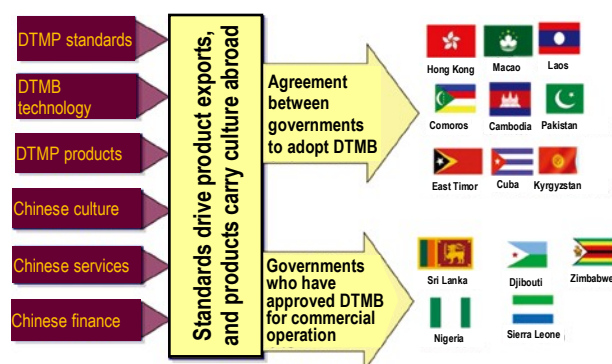 DTMP standards
DTMB
technology
DTMP products
Chinese culture
Chinese services
Chinese finance
Standards drive product exports,
and products carry culture abroad
Agreement
between
governments
to adopt DTMB
Governments
who have
approved DTMB
for commercial
operation
Hong Kong
Macao
Laos
Comoros
Cambodia
Pakistan
East Timor
Cuba
Kyrgyzstan
Sri Lanka
Djibouti
Zimbabwe
Nigeria
Sierra Leone